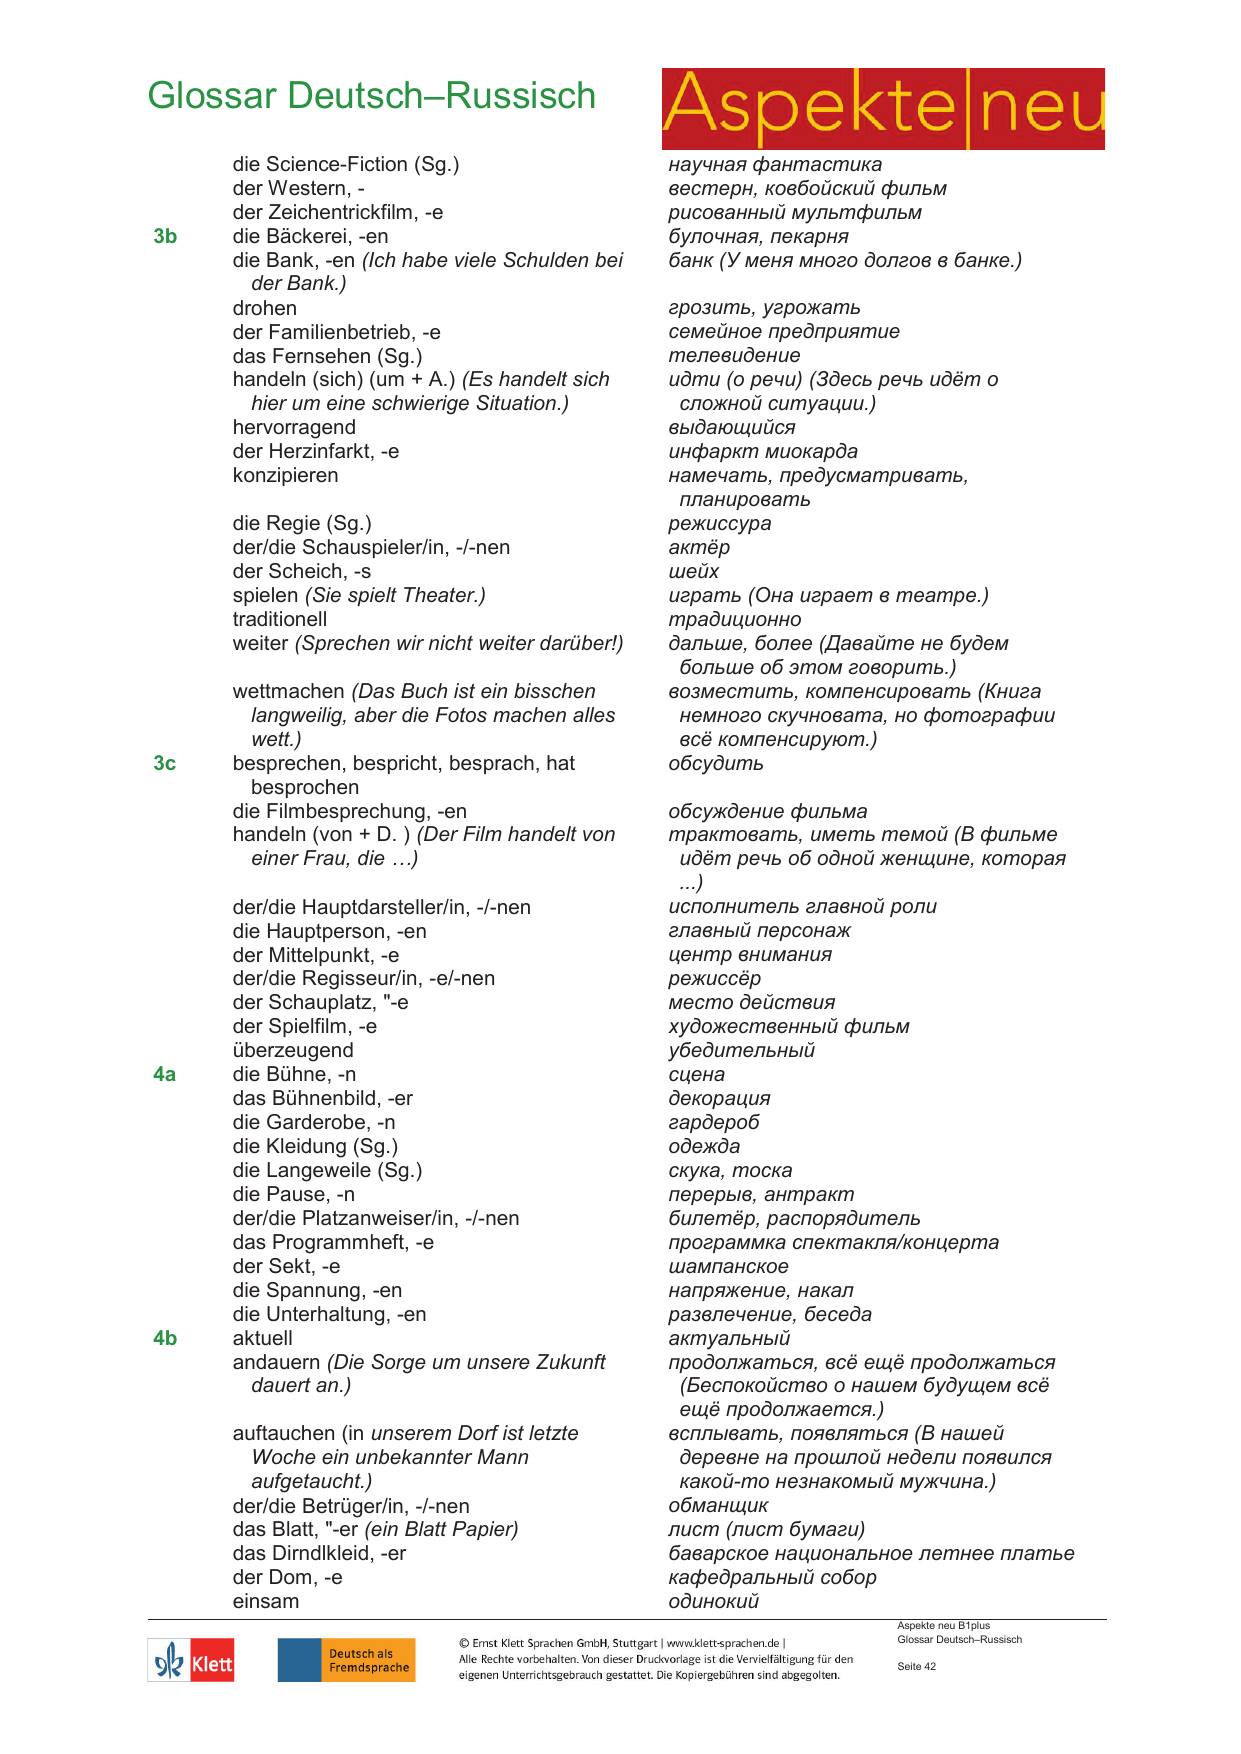 Glossar Deutsch–Russisch
Aspekte|neu
die Science-Fiction (Sg.) научная фантастика
der Western, - вестерн, ковбойский фильм
der Zeichentrickfilm, -e рисованный мультфильм
3b die Bäckerei, -en булочная, пекарня
die Bank, -en (Ich habe viele Schulden bei банк (У меня много долгов в банке.)
der Bank.)
drohen грозить, угрожать
der Familienbetrieb, -e семейное предприятие
das Fernsehen (Sg.) телевидение
handeln (sich) (um + A.) (Es handelt sich идти (о речи) (Здесь речь идёт о
hier um eine schwierige Situation.) сложной ситуации.)
hervorragend выдающийся
der Herzinfarkt, -e инфаркт миокарда
konzipieren намечать, предусматривать,
планировать
die Regie (Sg.) режиссура
der/die Schauspieler/in, -/-nen актёр
der Scheich, -s шейх
spielen (Sie spielt Theater.) играть (Она играет в театре.)
traditionell традиционно
weiter (Sprechen wir nicht weiter darüber!) дальше, более (Давайте не будем
больше об этом говорить.)
wettmachen (Das Buch ist ein bisschen возместить, компенсировать (Книга
langweilig, aber die Fotos machen alles немного скучновата, но фотографии
wett.) всё компенсируют.)
3c besprechen, bespricht, besprach, hat обсудить
besprochen
die Filmbesprechung, -en обсуждение фильма
handeln (von + D. ) (Der Film handelt von трактовать, иметь темой (В фильме
einer Frau, die …) идёт речь об одной женщине, которая
...)
der/die Hauptdarsteller/in, -/-nen исполнитель главной роли
die Hauptperson, -en главный персонаж
der Mittelpunkt, -e центр внимания
der/die Regisseur/in, -e/-nen режиссёр
der Schauplatz, "-e место действия
der Spielfilm, -e художественный фильм
überzeugend убедительный
4a die Bühne, -n сцена
das Bühnenbild, -er декорация
die Garderobe, -n гардероб
die Kleidung (Sg.) одежда
die Langeweile (Sg.) скука, тоска
die Pause, -n перерыв, антракт
der/die Platzanweiser/in, -/-nen билетёр, распорядитель
das Programmheft, -e программка спектакля/концерта
der Sekt, -e шампанское
die Spannung, -en напряжение, накал
die Unterhaltung, -en развлечение, беседа
4b aktuell актуальный
andauern (Die Sorge um unsere Zukunft продолжаться, всё ещё продолжаться
dauert an.) (Беспокойство о нашем будущем всё
ещё продолжается.)
auftauchen (in unserem Dorf ist letzte всплывать, появляться (В нашей
Woche ein unbekannter Mann деревне на прошлой недели появился
aufgetaucht.) какой-то незнакомый мужчина.)
der/die Betrüger/in, -/-nen обманщик
das Blatt, "-er (ein Blatt Papier) лист (лист бумаги)
das Dirndlkleid, -er баварское национальное летнее платье
der Dom, -e кафедральный собор
einsam одинокий
Klett
Deutsch als
Fremdsprache
© Ernst Klett Sprachen GmbH, Stuttgart | www.klett-sprachen.de |
Alle Rechte vorbehalten. Von dieser Druckvorlage ist die Vervielfältigung für den
eigenen Unterrichtsgebrauch gestattet. Die Kopiergebühren sind abgegolten.
Aspekte neu B1plus
Glossar Deutsch–Russisch
Seite 42